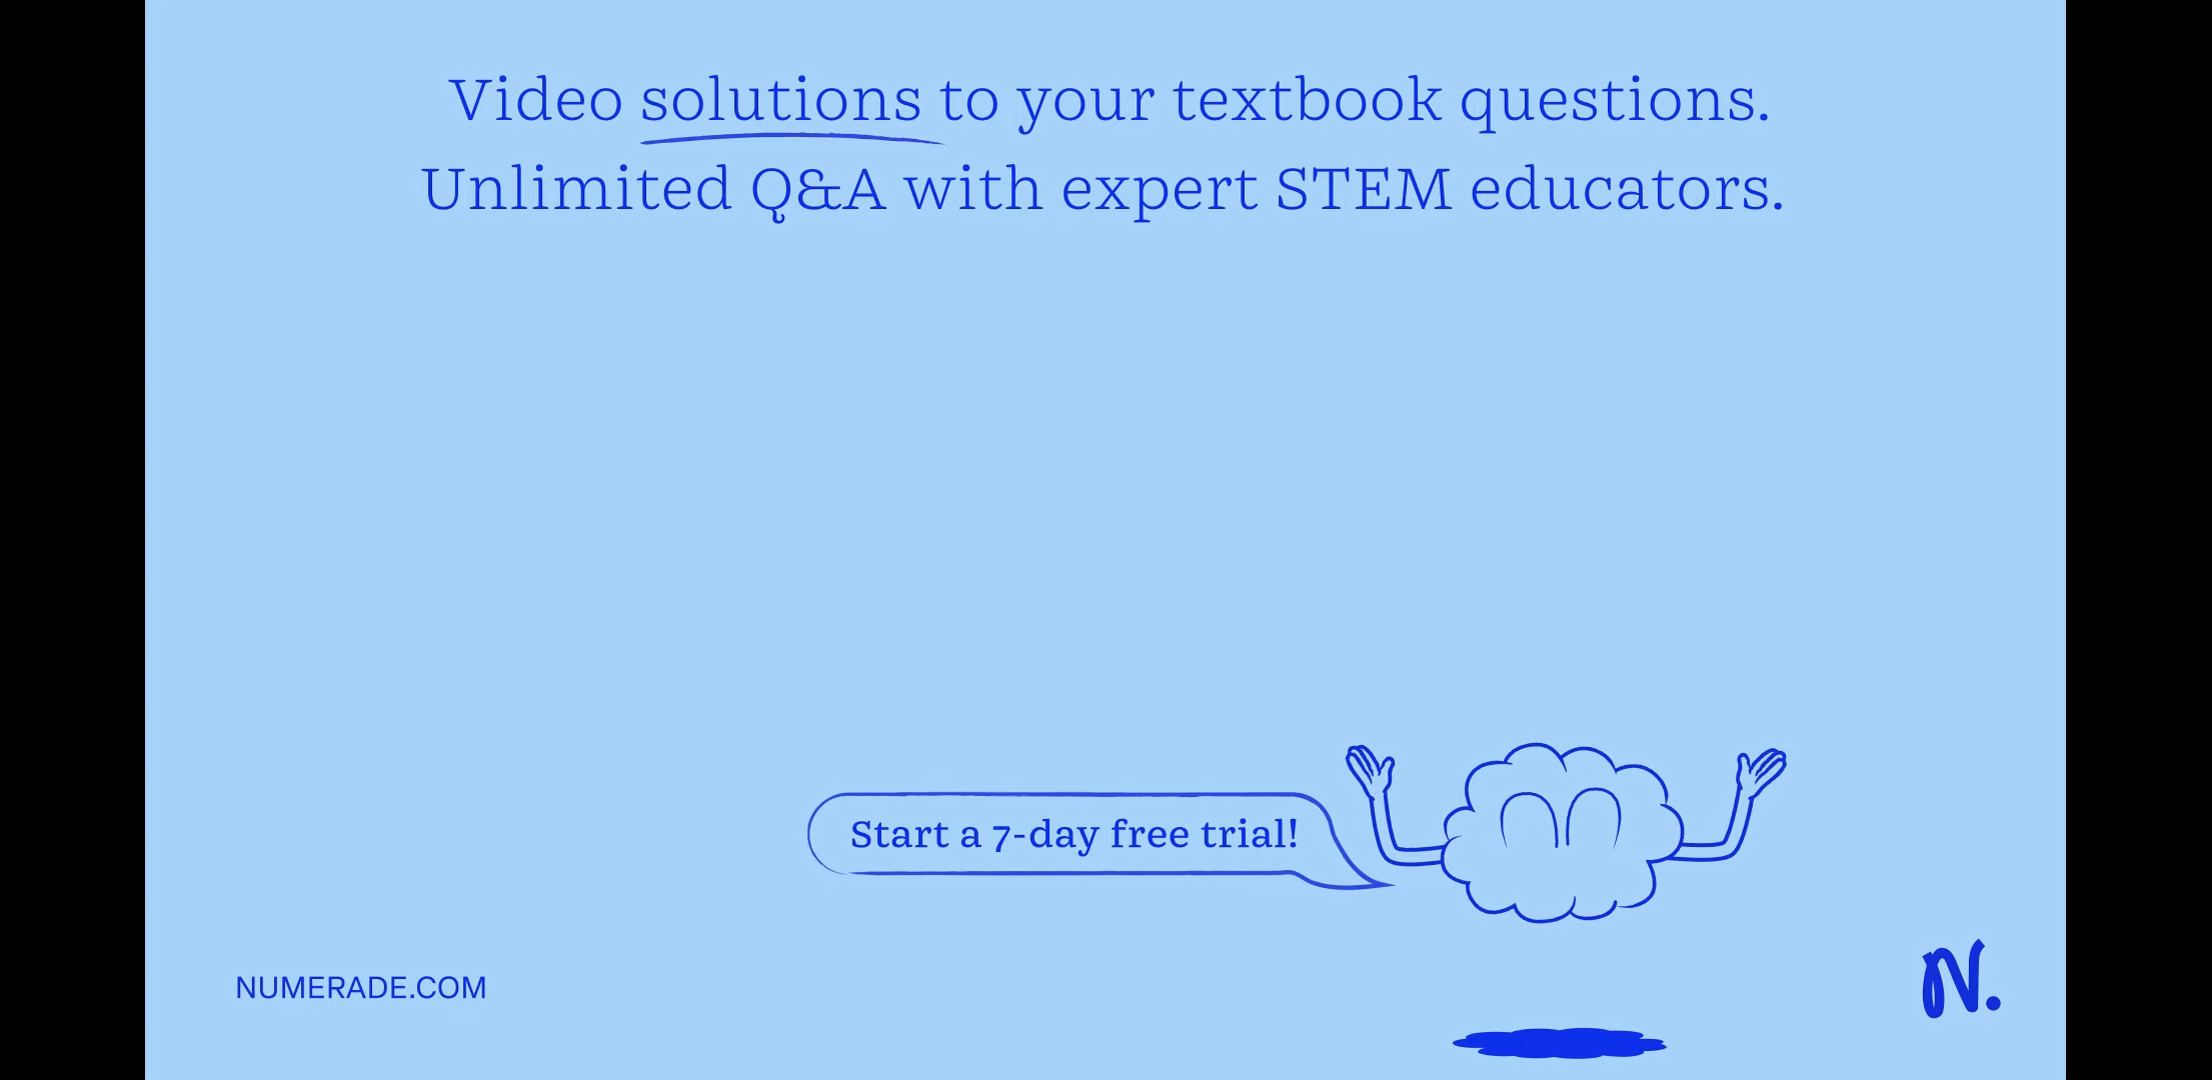 Video solutions to your textbook questions.
Unlimited Q&A with expert STEM educators.
Start a 7-day free trial!
NUMERADE.COM
N.